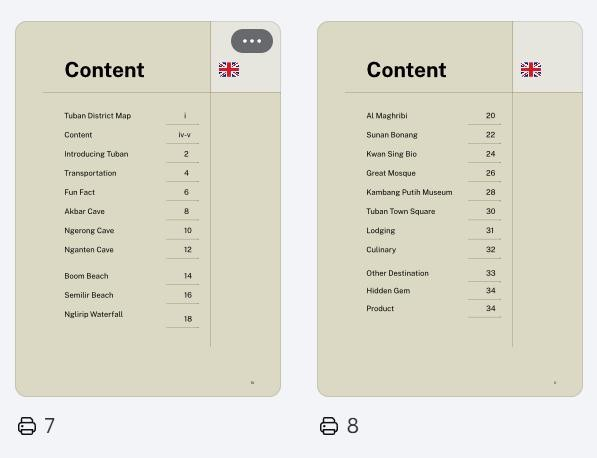 Content
Tuban District Map i
Content iv-v
Introducing Tuban 2
Transportation 4
Fun Fact 6
Akbar Cave 8
Ngerong Cave 10
Nganten Cave 12
Boom Beach 14
Semilir Beach 16
Nglirip Waterfall 18
7
Content
Al Maghribi 20
Sunan Bonang 22
Kwan Sing Bio 24
Great Mosque 26
Kambang Putih Museum 28
Tuban Town Square 30
Lodging 31
Culinary 32
Other Destination 33
Hidden Gem 34
Product 34
8